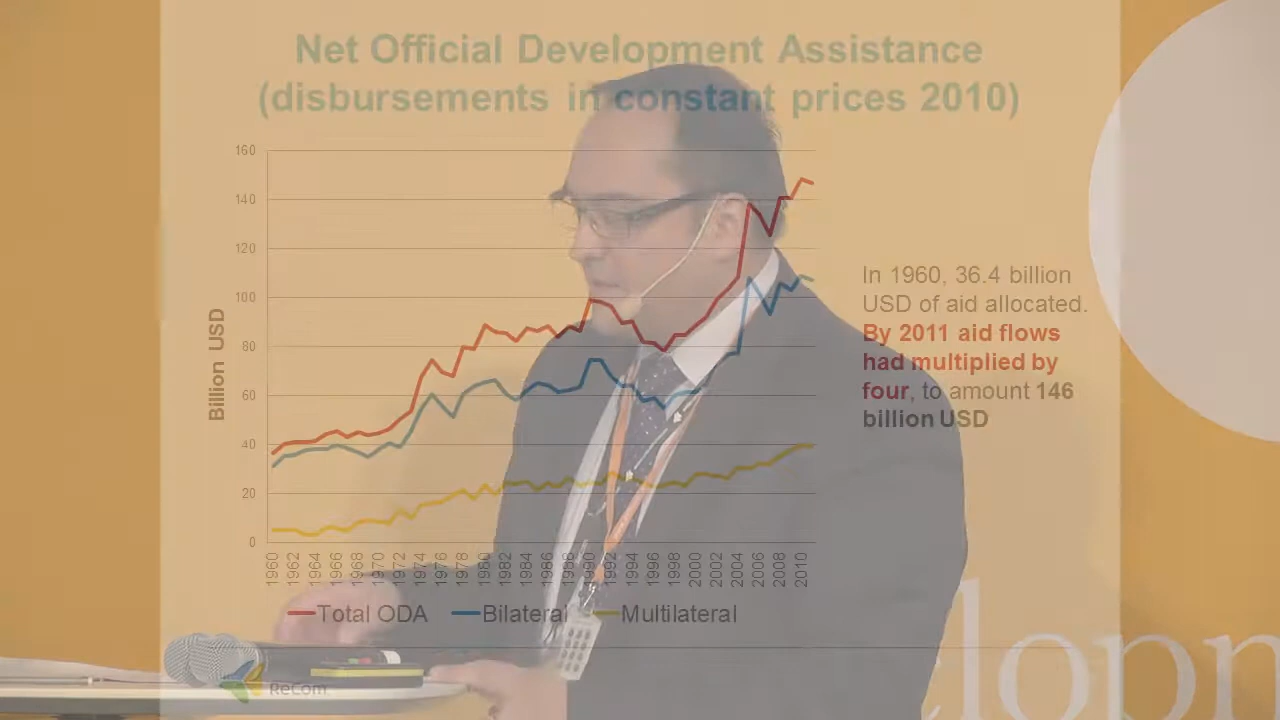 Net Official Development Assistance
(disbursements in constant prices 2010)
160
140
120
100
80
60
40
20
0
Billion USD
1960
1962
1964
1966
1968
1970
1972
1974
1976
1978
1980
1982
1984
1986
1988
1990
1992
1994
1996
1998
2000
2002
2004
2006
2008
2010
Total ODA
Bilateral
Multilateral
In 1960, 36.4 billion
USD of aid allocated.
By 2011 aid flows
had multiplied by
four, to amount 146
billion USD
ReCom
elopn